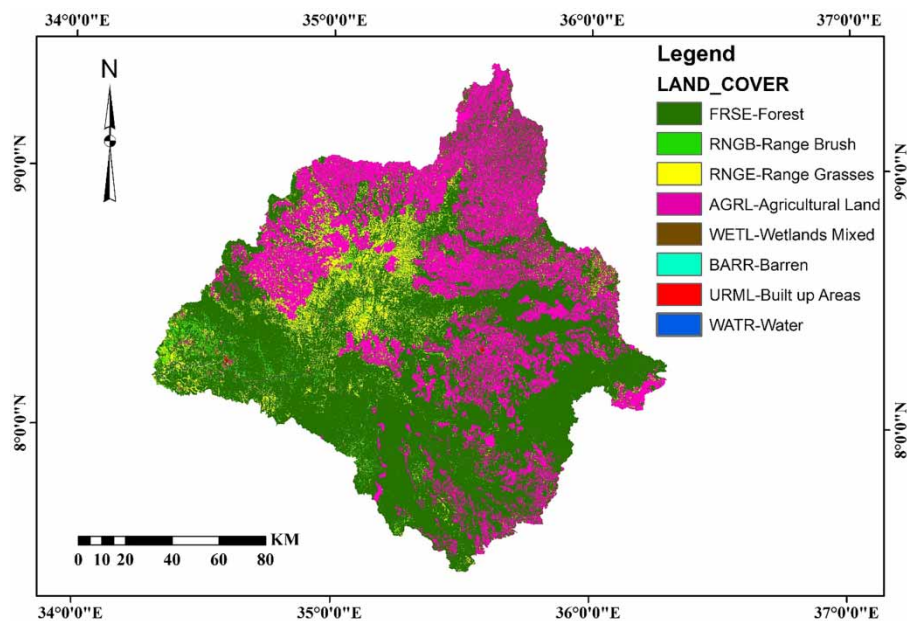 34°0'0"E 35°0'0"E 36°0'0"E 37°0'0"E
N
Legend
LAND_COVER
FRSE-Forest
RNGB-Range Brush
RNGE-Range Grasses
AGRL-Agricultural Land
WETL-Wetlands Mixed
BARR-Barren
URML-Built up Areas
WATR-Water
9°0'0"N 9°0'0"N
8°0'0"N 8°0'0"N
KM
0 10 20 40 60 80
34°0'0"E 35°0'0"E 36°0'0"E 37°0'0"E